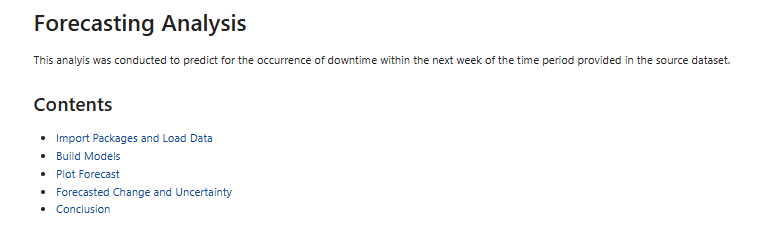 Forecasting Analysis
This analyis was conducted to predict for the occurrence of downtime within the next week of the time period provided in the source dataset.
Contents
• Import Packages and Load Data
• Build Models
• Plot Forecast
• Forecasted Change and Uncertainty
• Conclusion